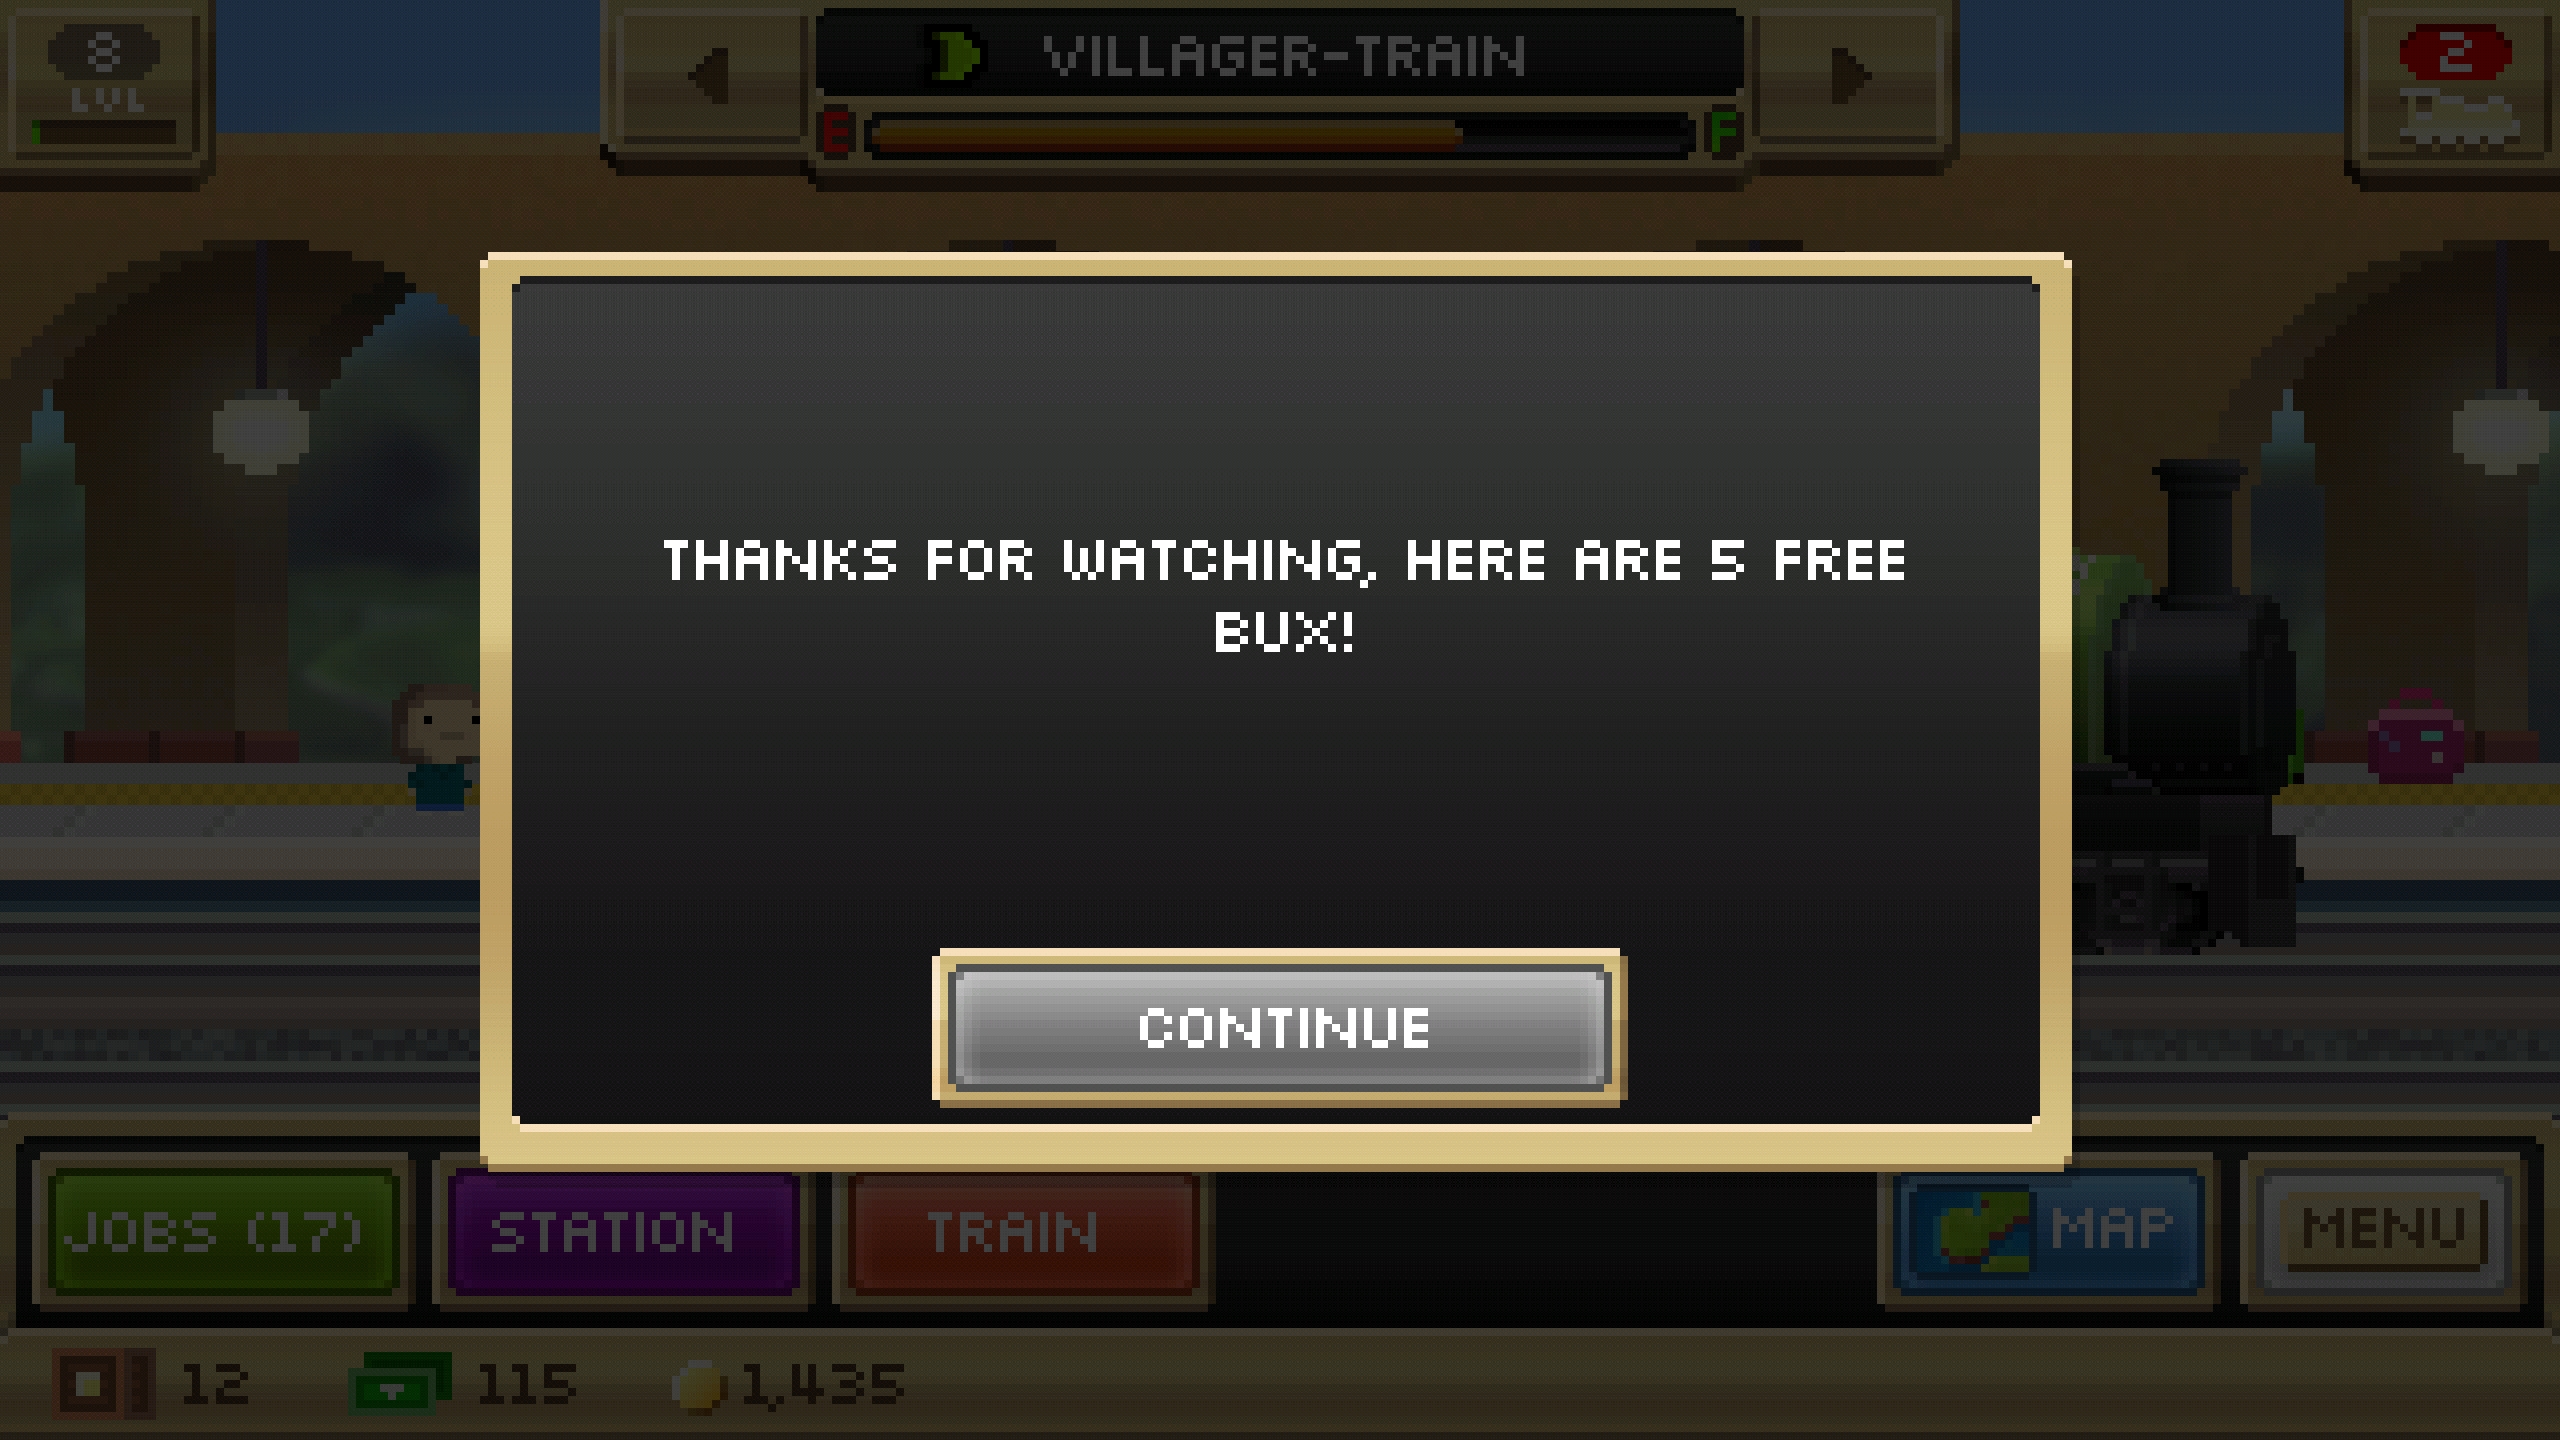 8
LVL
VILLAGER-TRAIN
E F
2
THANKS FOR WATCHING, HERE ARE 5 FREE
BUX!
CONTINUE
JOBS (17)
STATION
TRAIN
MAP
MENU
12
115
1,435